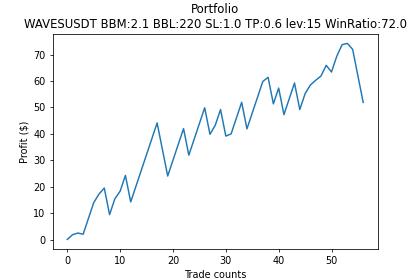 Portfolio
WAVESUSDT BBM:2.1 BBL:220 SL:1.0 TP:0.6 lev:15 WinRatio:72.0
70
60
50
40
30
20
10
0
Profit ($)
0 10 20 30 40 50
Trade counts